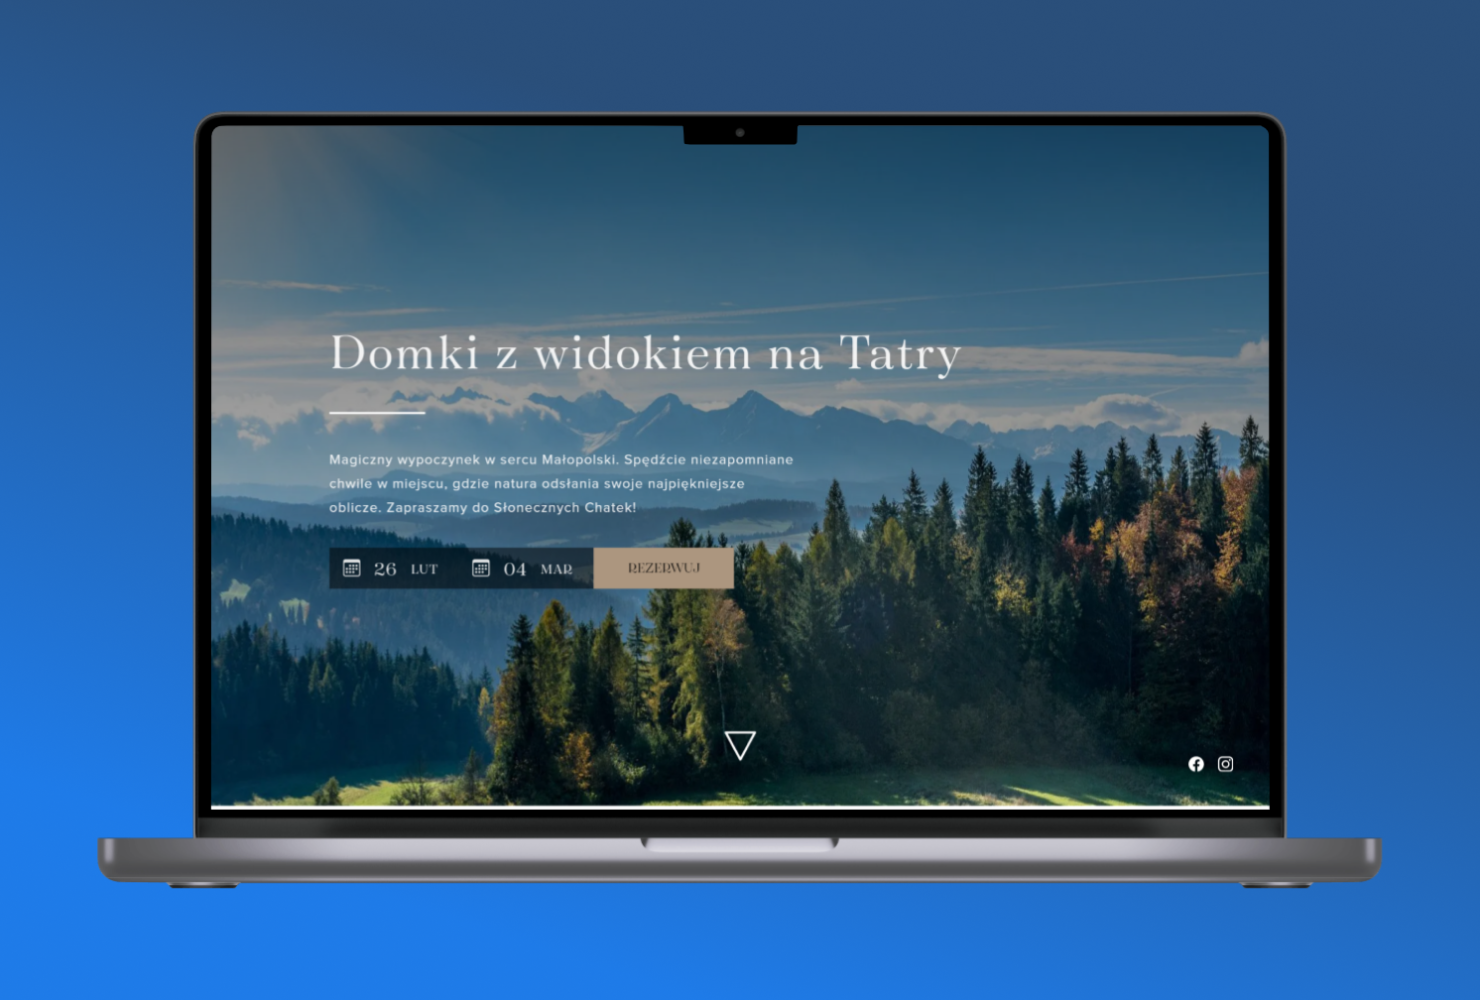 Domki z widokiem na Tatry
Magiczny wypoczynek w sercu Małopolski. Spędźcie niezapomniane
chwile w miejscu, gdzie natura odsłania swoje najpiękniejsze
oblicze. Zapraszamy do Słonecznych Chatek!
26 LUT 04 MAR REZERWUJ